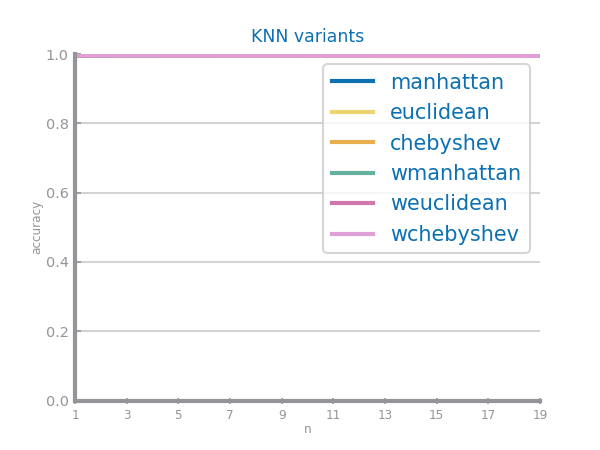 KNN variants
1.0
0.8
0.6
0.4
0.2
0.0
accuracy
manhattan
euclidean
chebyshev
wmanhattan
weuclidean
wchebyshev
1 3 5 7 9 11 13 15 17 19
n